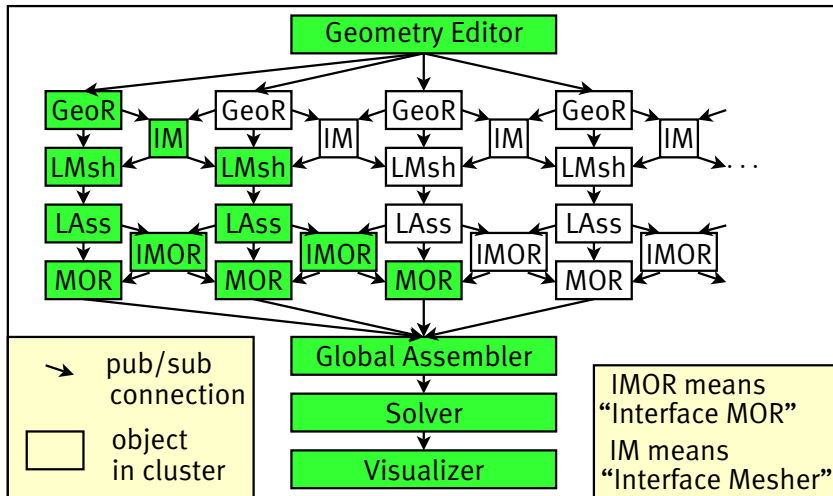 Geometry Editor
GeoR GeoR GeoR GeoR
IM IM IM IM
LMsh LMsh LMsh LMsh ...
LAss LAss LAss LAss
IMOR IMOR IMOR IMOR
MOR MOR MOR MOR
Global Assembler
Solver
Visualizer
pub/sub
connection
object
in cluster
IMOR means
“Interface MOR”
IM means
“Interface Mesher”